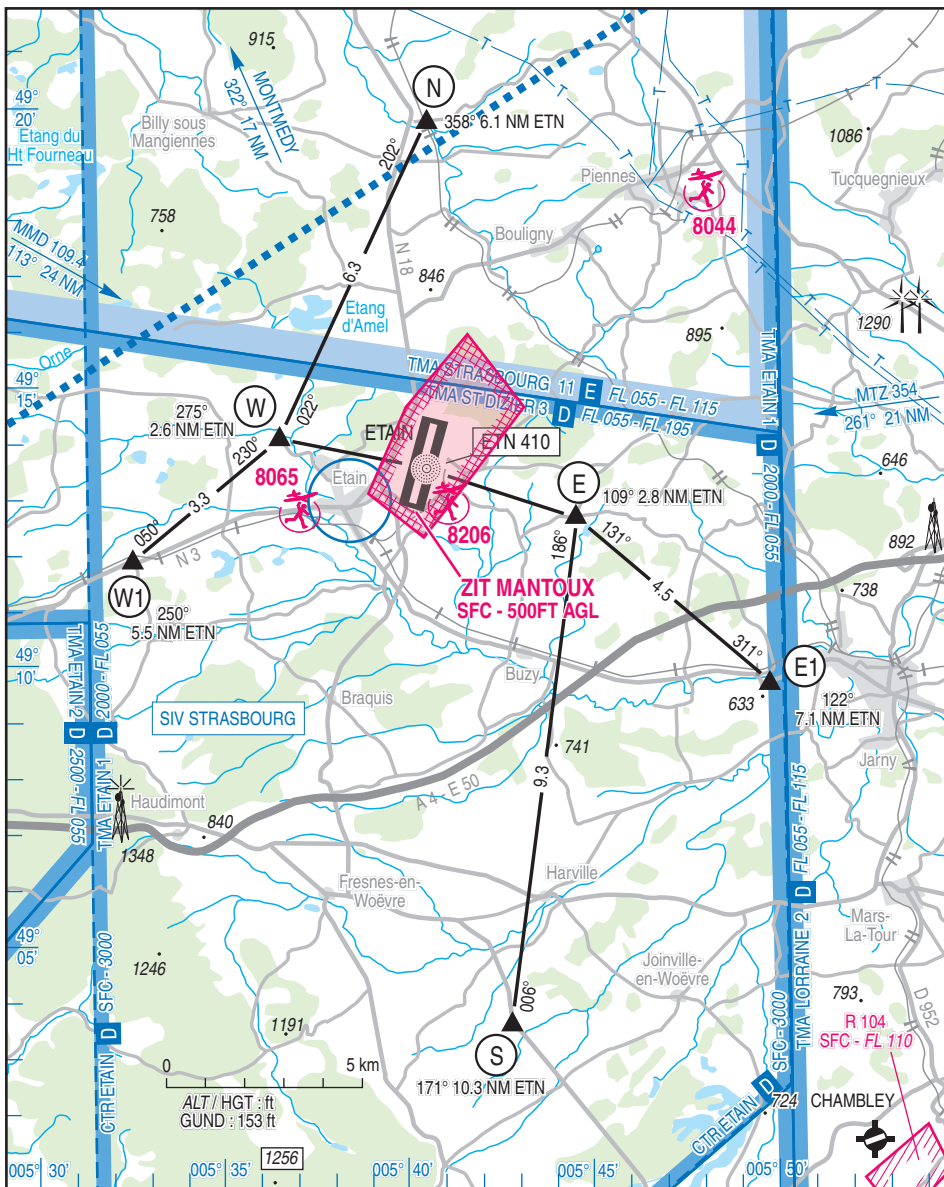 915
MONTMEDY
322° 17 NM
49°
20'
Etang du
Ht Fourneau
Billy sous
Mangiennes
N
358° 6.1 NM ETN
202°
1086
Piennes
Tucquegnieux
8044
758
Bouligny
MMD 109.4
113° 24 NM
N 18
846
6.3
Etang
d'Amel
1290
895
Orne
49°
15'
TMA STRASBOURG 11 E FL 055 - FL 115
TMA ST DIZIER 3 D FL 055 - FL 195
TMA ETAIN 1 D 2000 - FL 055
MTZ 354
261° 21 NM
W
275°
2.6 NM ETN
022°
230°
ETAIN
ETN 410
646
8065
Etain
E
109° 2.8 NM ETN
3.3
050°
N 3
8206
186°
131°
892
W1
250°
5.5 NM ETN
ZIT MANTOUX
SFC - 500FT AGL
4.5
738
49°
10'
311°
E1
Buzy
633
122°
7.1 NM ETN
Braquis
TMA ETAIN 2 D 2500 - FL 055
TMA ETAIN 1 D 2000 - FL 055
SIV STRASBOURG
741
Jarny
9.3
A 4 - E 50
FL 055 - FL 115
Haudimont
840
1348
Fresnes-en-
Woëvre
Harville
TMA LORRAINE 2 D
Mars-
La-Tour
49°
05'
1246
Joinville-
en-Woëvre
CTR ETAIN D SFC - 3000
1191
006°
793
D 952
S
171° 10.3 NM ETN
R 104
SFC - FL 110
0
5 km
ALT / HGT : ft
GUND : 153 ft
CTR ETAIN D
SFC - 3000
724
CHAMBLEY
1256
005° 30'
005° 35'
005° 40'
005° 45'
005° 50'